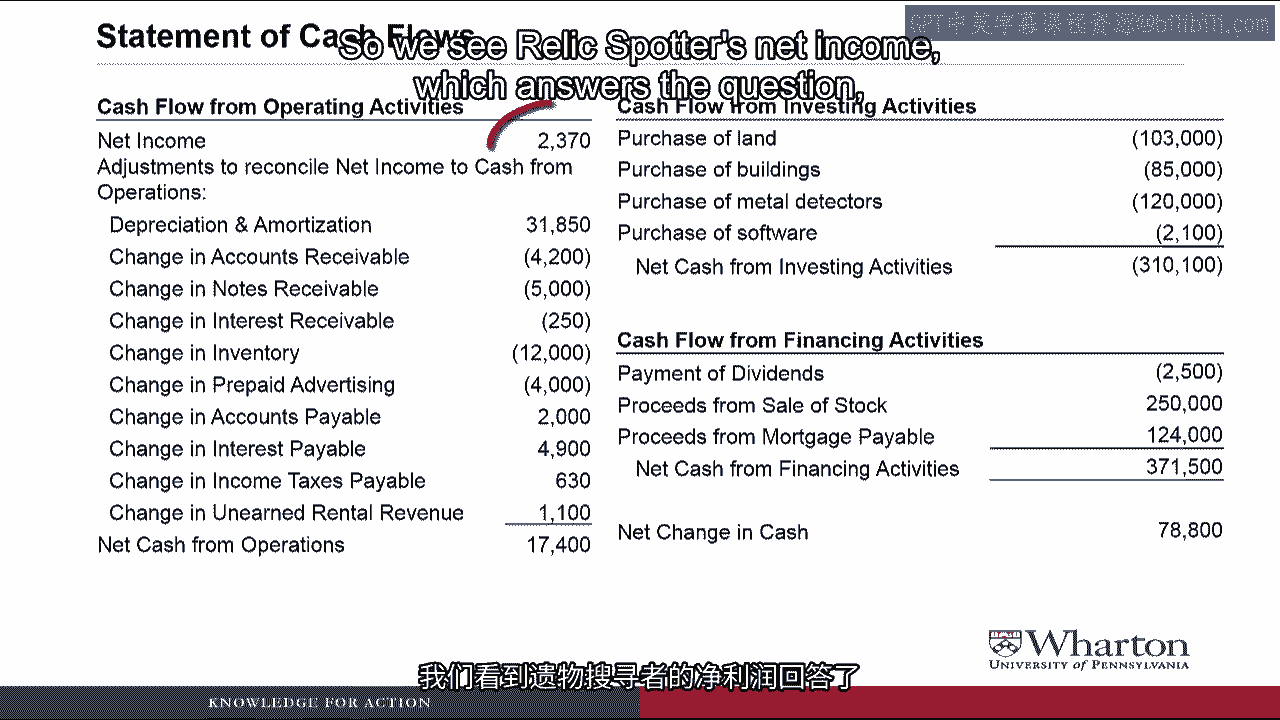 Statement of Cash Flows
So we see Relic Spotter's net income,
which answers the question,
Cash Flow from Operating Activities
Net Income 2,370
Adjustments to reconcile Net Income to Cash from
Operations:
Depreciation & Amortization 31,850
Change in Accounts Receivable (4,200)
Change in Notes Receivable (5,000)
Change in Interest Receivable (250)
Change in Inventory (12,000)
Change in Prepaid Advertising (4,000)
Change in Accounts Payable 2,000
Change in Interest Payable 4,900
Change in Income Taxes Payable 630
Change in Unearned Rental Revenue 1,100
Net Cash from Operations 17,400
Cash Flow from Investing Activities
Purchase of land (103,000)
Purchase of buildings (85,000)
Purchase of metal detectors (120,000)
Purchase of software (2,100)
Net Cash from Investing Activities (310,100)
Cash Flow from Financing Activities
Payment of Dividends (2,500)
Proceeds from Sale of Stock 250,000
Proceeds from Mortgage Payable 124,000
Net Cash from Financing Activities 371,500
Net Change in Cash 78,800
Wharton
UNIVERSITY of PENNSYLVANIA
我们看到遗物搜寻者的净利润回答了
KNOWLEDGE FOR ACTION